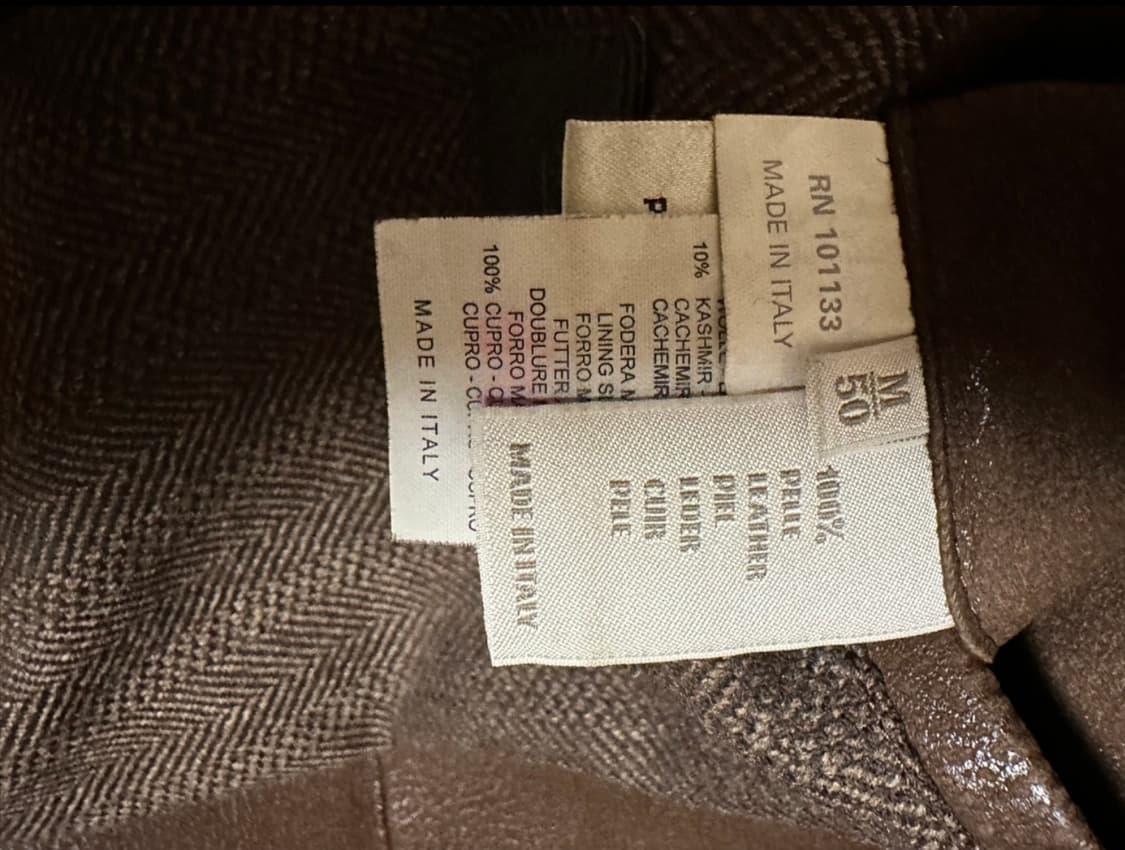 RN 101133
MADE IN ITALY
M
50
100%
PELLE
LEATHER
PIEL
LEDER
CUIR
PELE
MADE IN ITALY
P
10% KASHMIR
CACHEMIR
CACHEMIR
FODERA
LINING
FORRO
FUTTER
DOUBLURE
FORRO
100% CUPRO -
CUPRO -
MADE IN ITALY